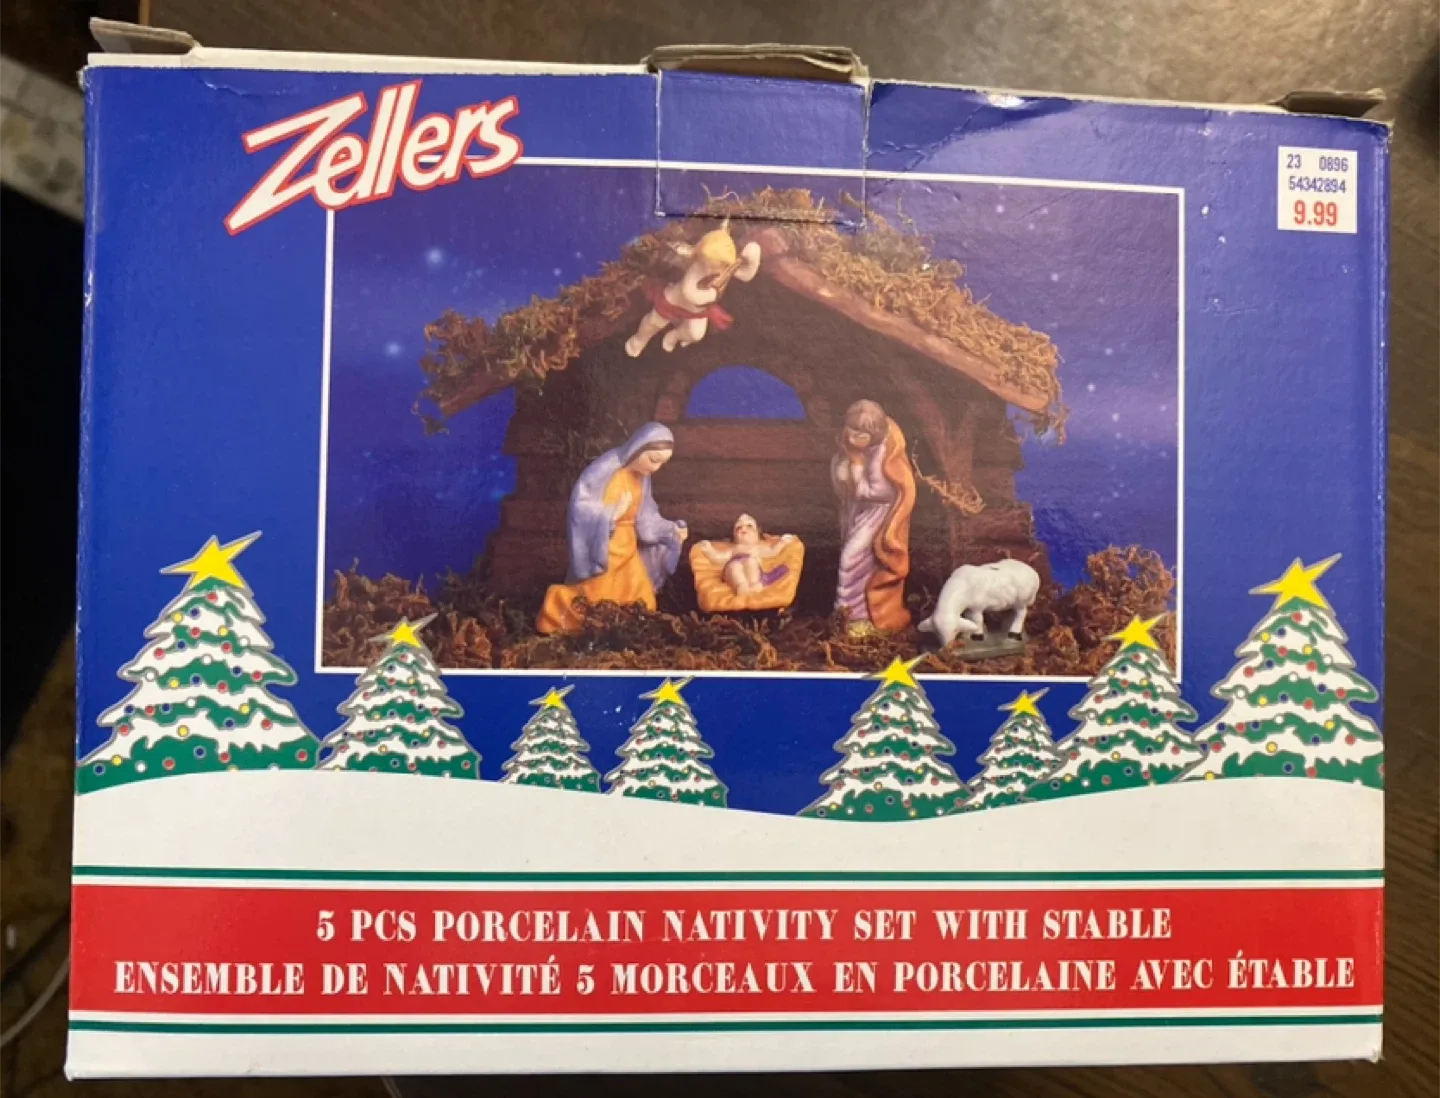 Zellers
23 0896
54342894
9.99
5 PCS PORCELAIN NATIVITY SET WITH STABLE
ENSEMBLE DE NATIVITÉ 5 MORCEAUX EN PORCELAINE AVEC ÉTABLE